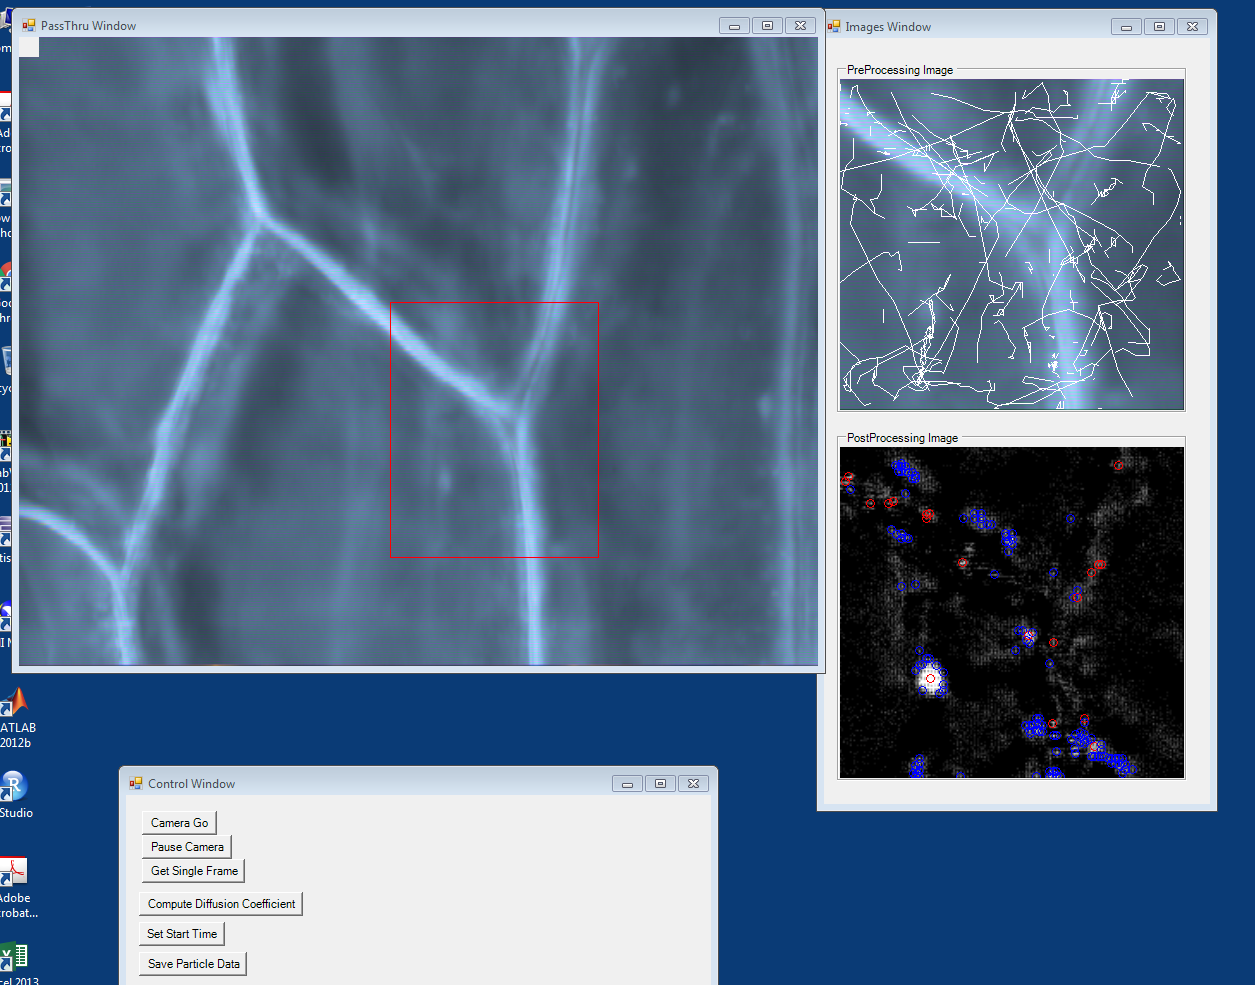 PassThru Window
Images Window
PreProcessing Image
PostProcessing Image
ATLAB
2012b
Studio
Adobe
crobat...
cel 2013
Control Window
Camera Go
Pause Camera
Get Single Frame
Compute Diffusion Coefficient
Set Start Time
Save Particle Data